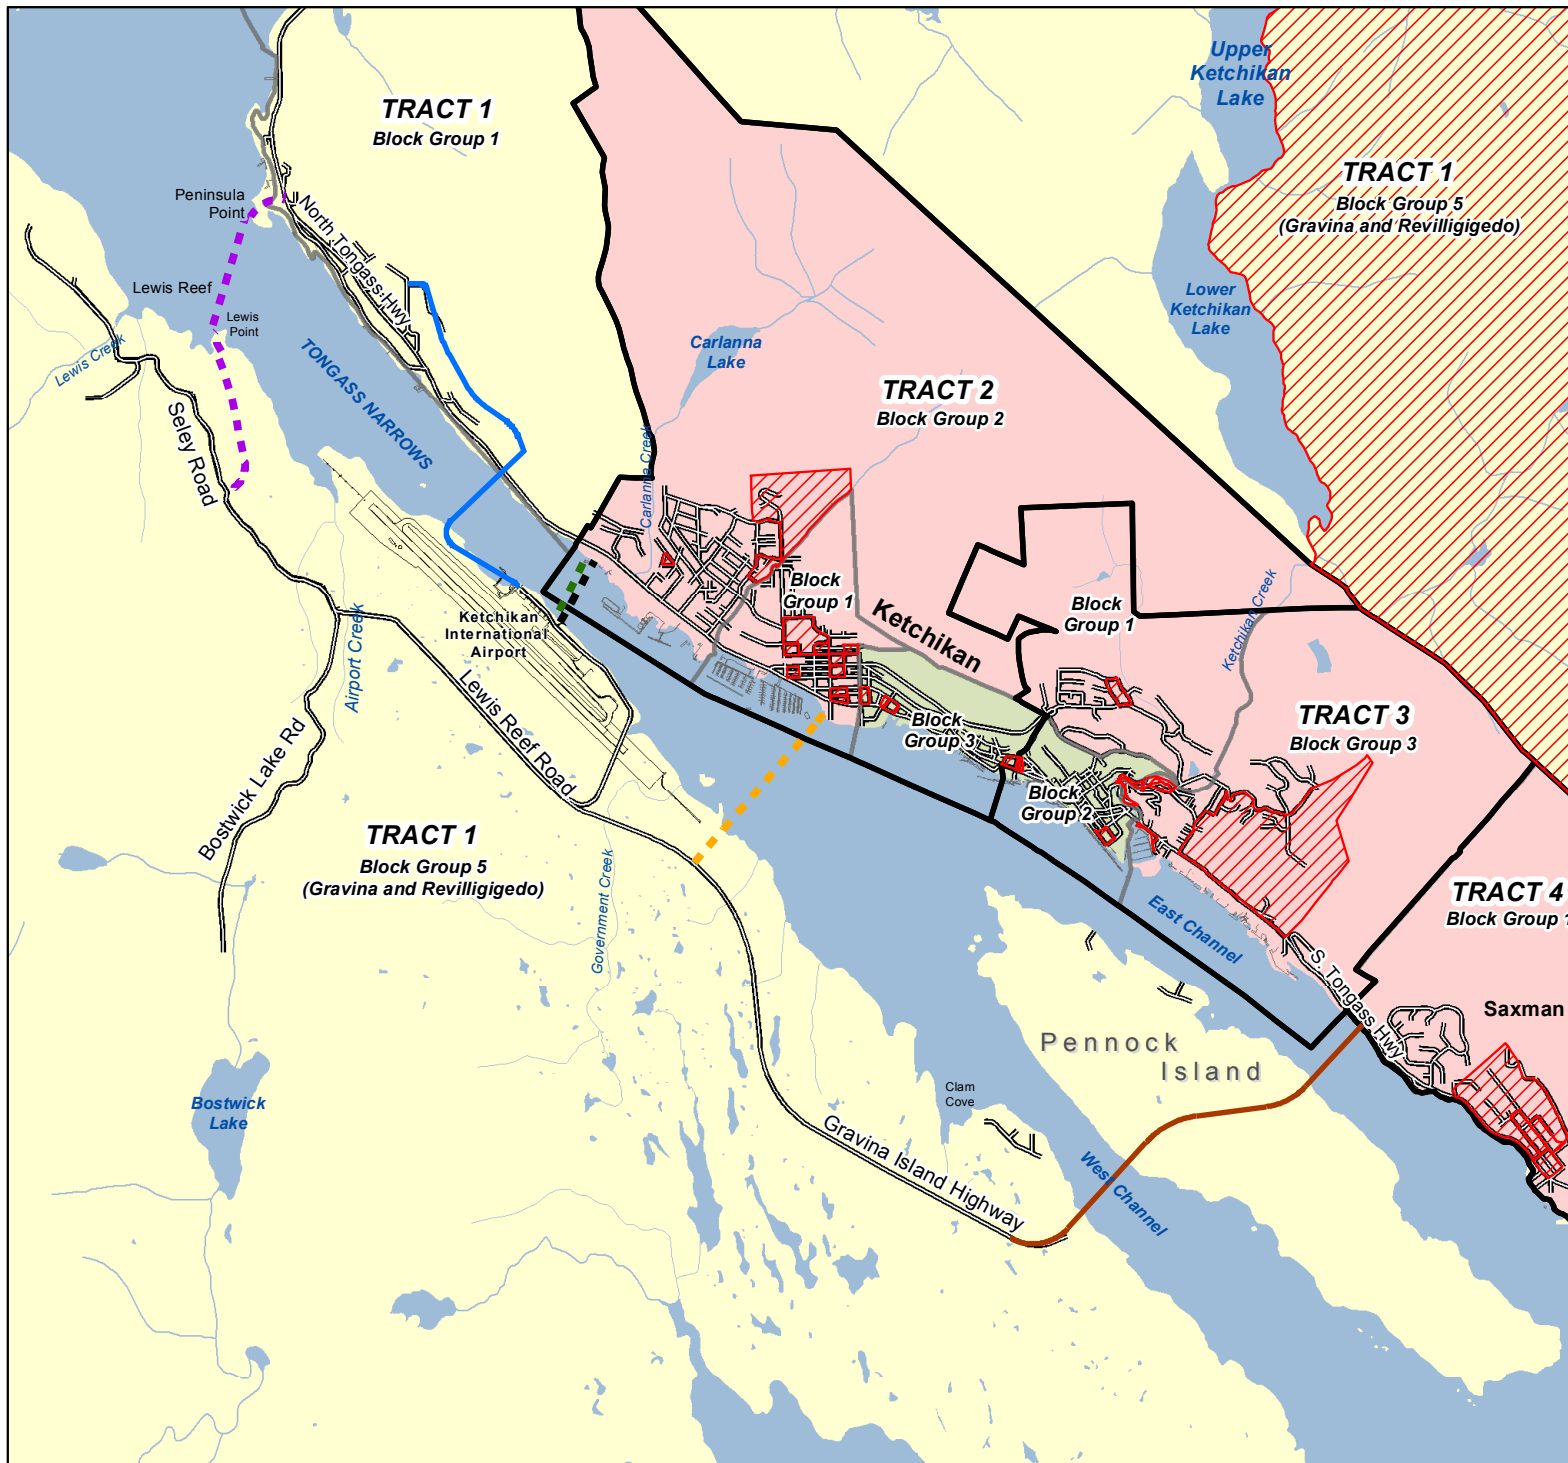 Upper
Ketchikan
Lake
TRACT 1
Block Group 1
TRACT 1
Block Group 5
(Gravina and Revilligigedo)
Peninsula
Point
North Tongass Hwy
Lewis Reef
Lewis
Point
Lower
Ketchikan
Lake
Lewis Creek
TONGASS NARROWS
Carlanna
Lake
TRACT 2
Block Group 2
Seley Road
Carlanna Creek
Block
Group 1
Ketchikan
Block
Group 1
Ketchikan Creek
Ketchikan
International
Airport
Airport Creek
Lewis Reef Road
Block
Group 3
TRACT 3
Block Group 3
Bostwick Lake Rd
Block
Group 2
TRACT 1
Block Group 5
(Gravina and Revilligigedo)
Government Creek
TRACT 4
Block Group
East Channel
S. Tongass Hwy
Saxman
Pennock
Island
Clam
Cove
Bostwick
Lake
Gravina Island Highway
West Channel